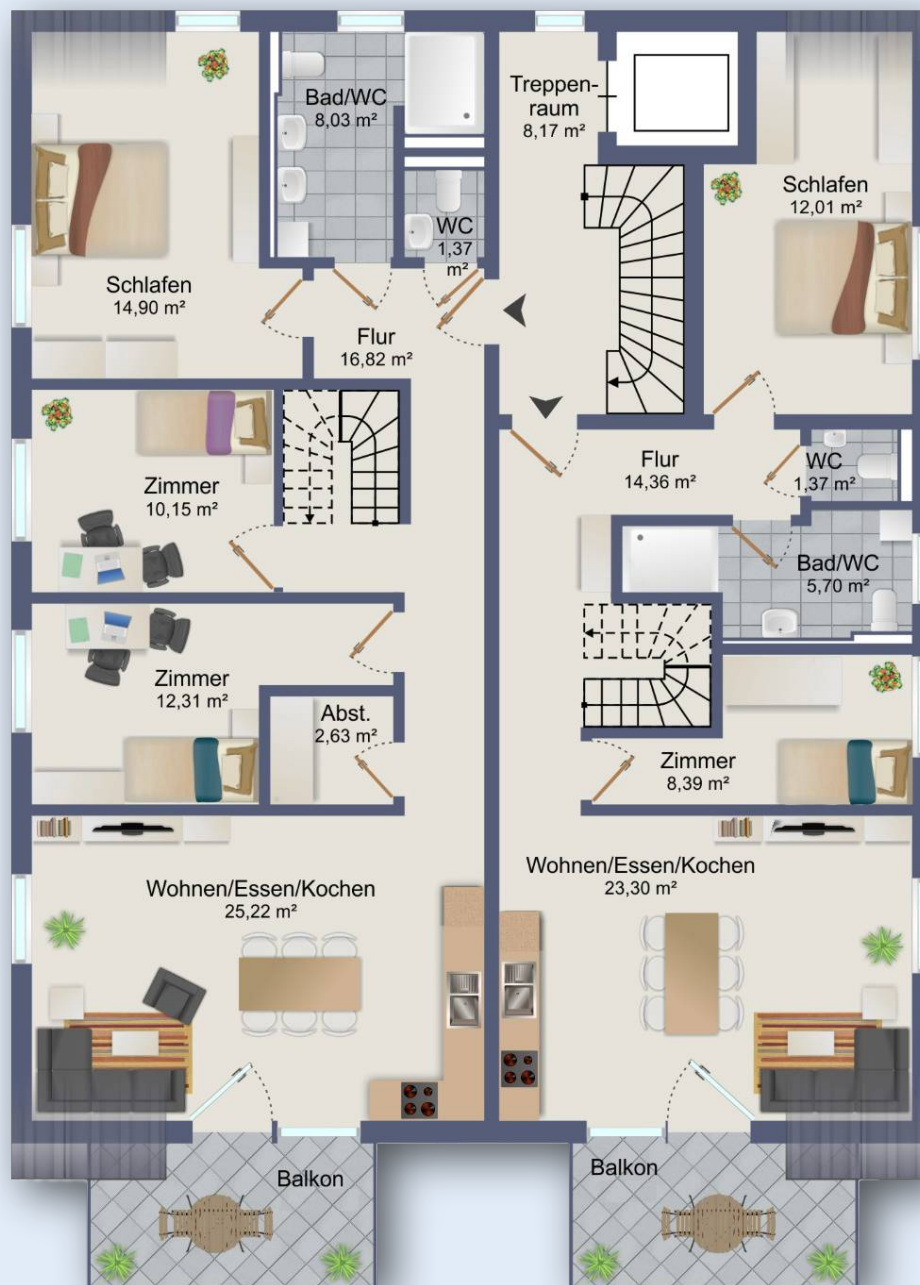 Bad/WC
8,03 m²
Treppen-
raum
8,17 m²
Schlafen
12,01 m²
WC
1,37
m²
Schlafen
14,90 m²
Flur
16,82 m²
Flur
14,36 m²
WC
1,37 m²
Zimmer
10,15 m²
Bad/WC
5,70 m²
Zimmer
12,31 m²
Abst.
2,63 m²
Zimmer
8,39 m²
Wohnen/Essen/Kochen
25,22 m²
Wohnen/Essen/Kochen
23,30 m²
Balkon
Balkon